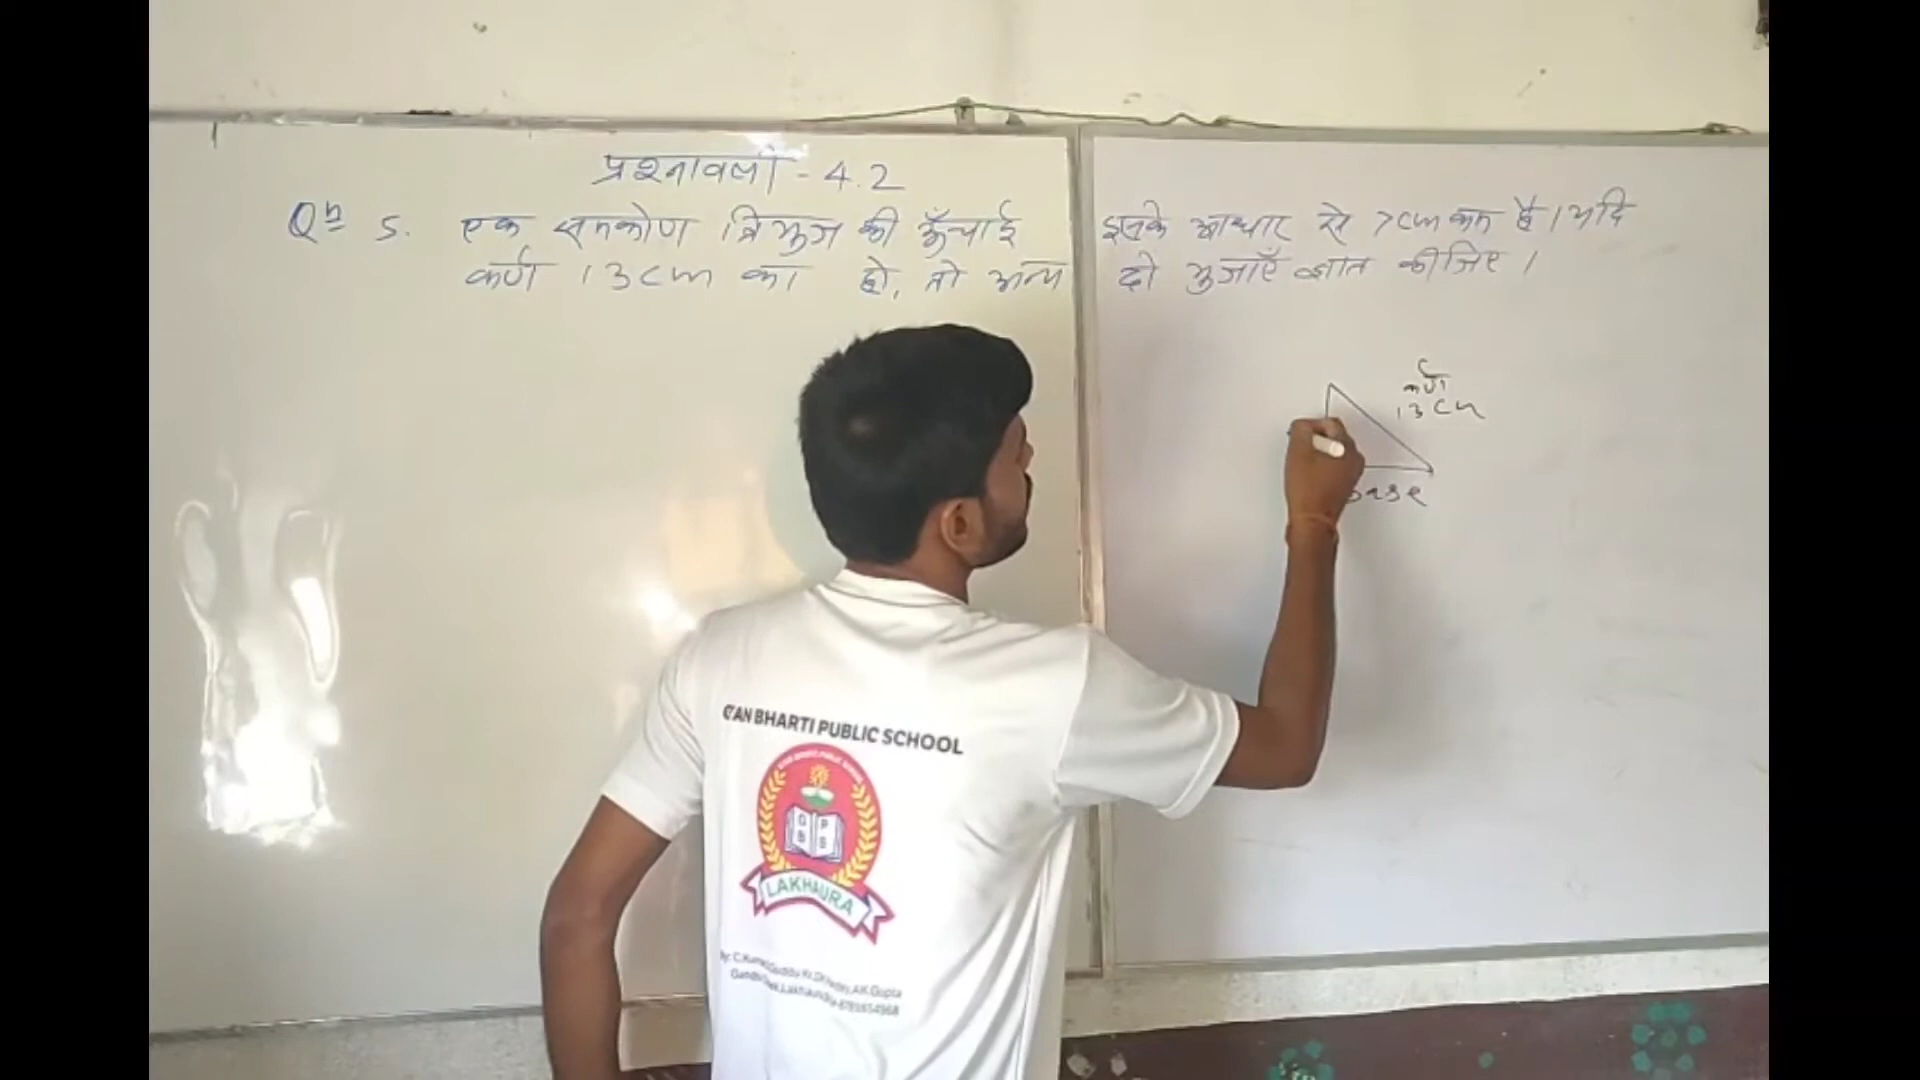 प्रश्नावली - 4.2
Qn 5. एक समकोण त्रिभुज की ऊँचाई इसके आधार से 7cm कम है। यदि
कर्ण 13cm का हो, तो अन्य दो भुजाएँ ज्ञात कीजिए।
कर्ण
13cm
base
BHARTI PUBLIC SCHOOL
G P
B S
LAKHAURA